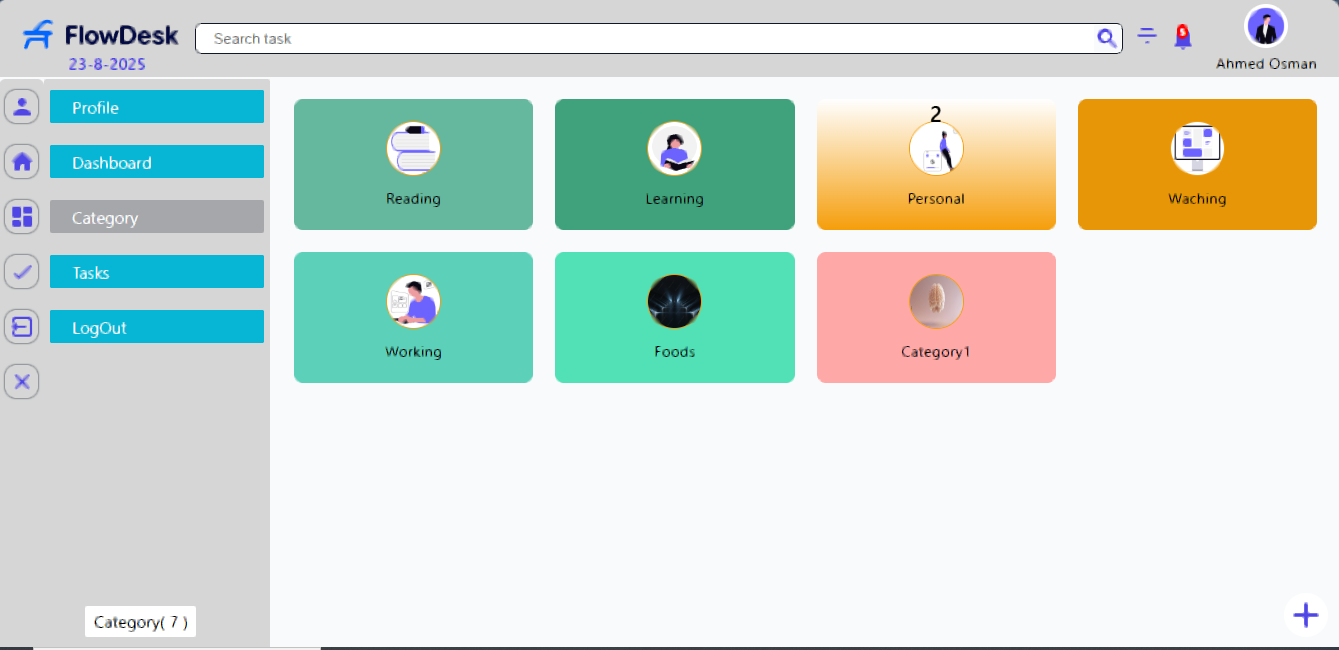 FlowDesk
23-8-2025
Search task
Ahmed Osman
Profile
Dashboard
Category
Tasks
LogOut
Category( 7 )
Reading
Learning
2
Personal
Waching
Working
Foods
Category1